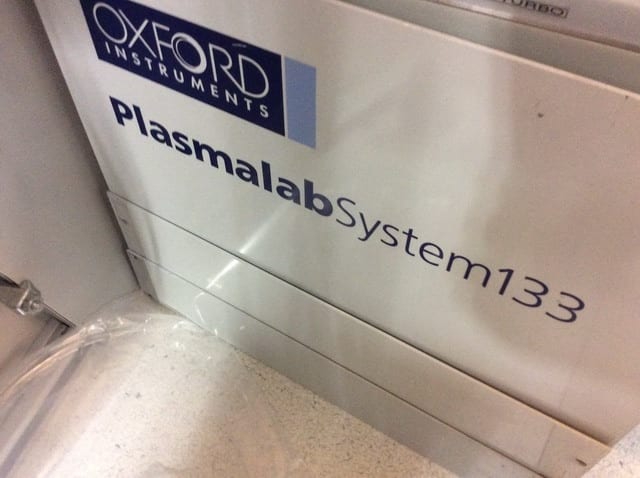 TURBO
OXFORD
INSTRUMENTS
PlasmalabSystem133